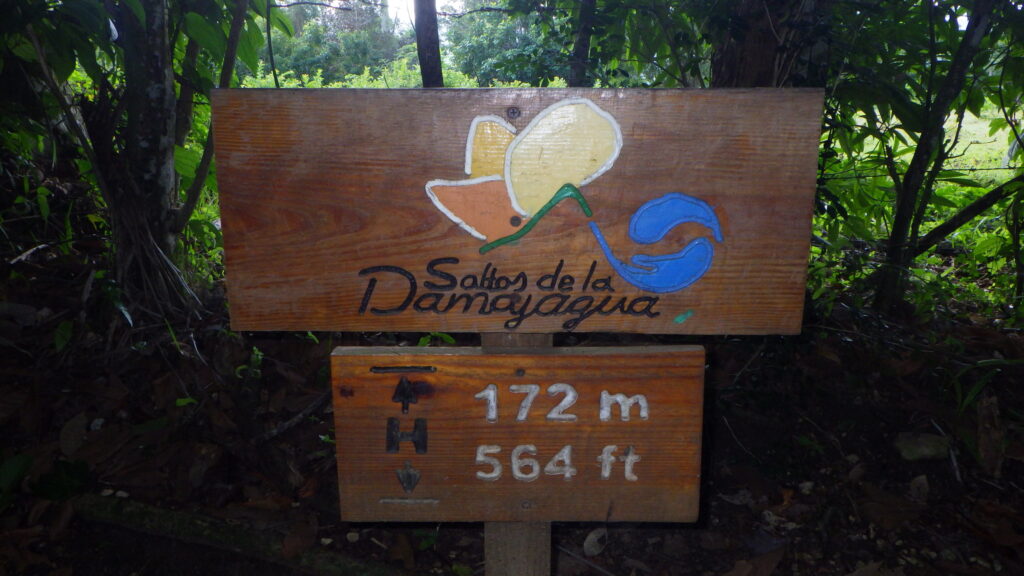 Saltos de la
Damajagua
H
172 m
564 ft